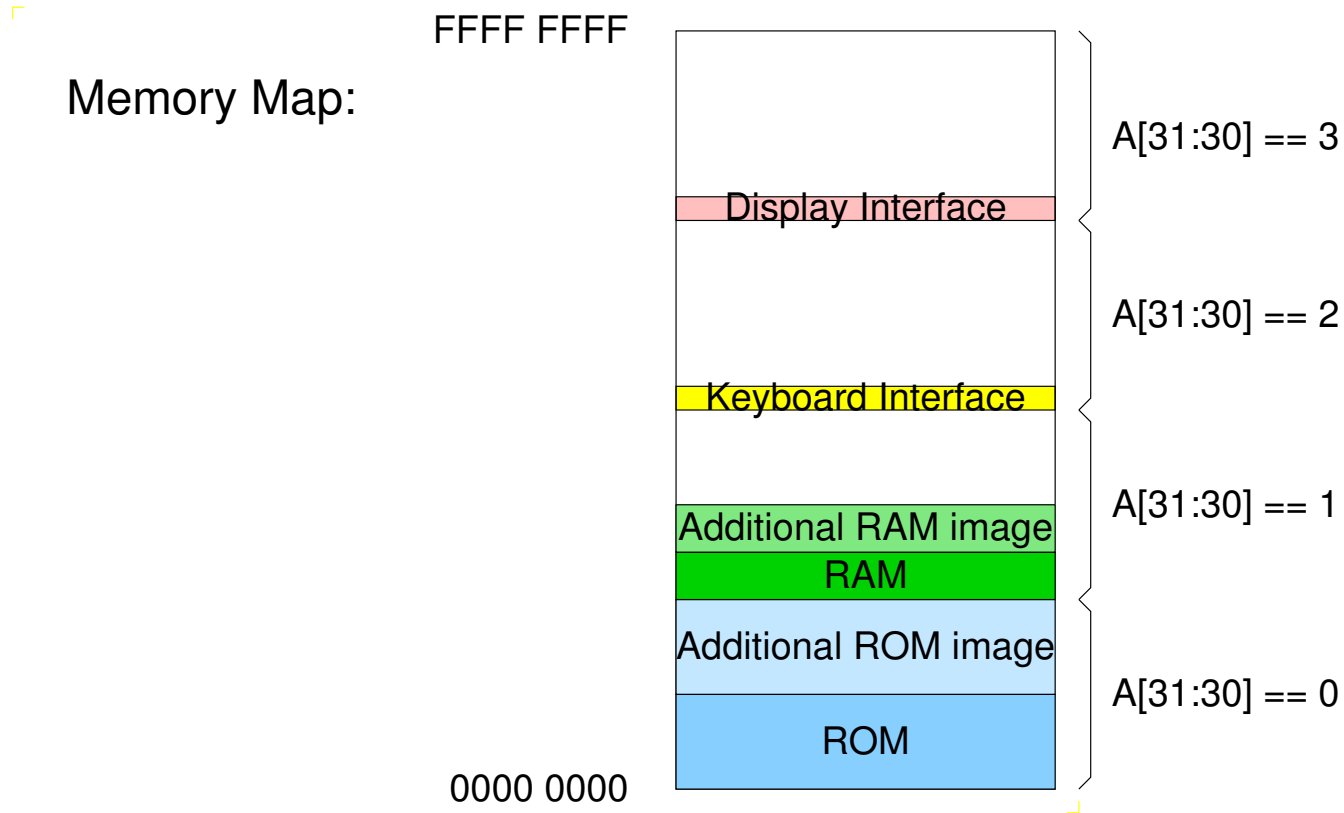 FFFF FFFF
Memory Map:
A[31:30] == 3
Display Interface
A[31:30] == 2
Keyboard Interface
A[31:30] == 1
Additional RAM image
RAM
Additional ROM image
A[31:30] == 0
ROM
0000 0000